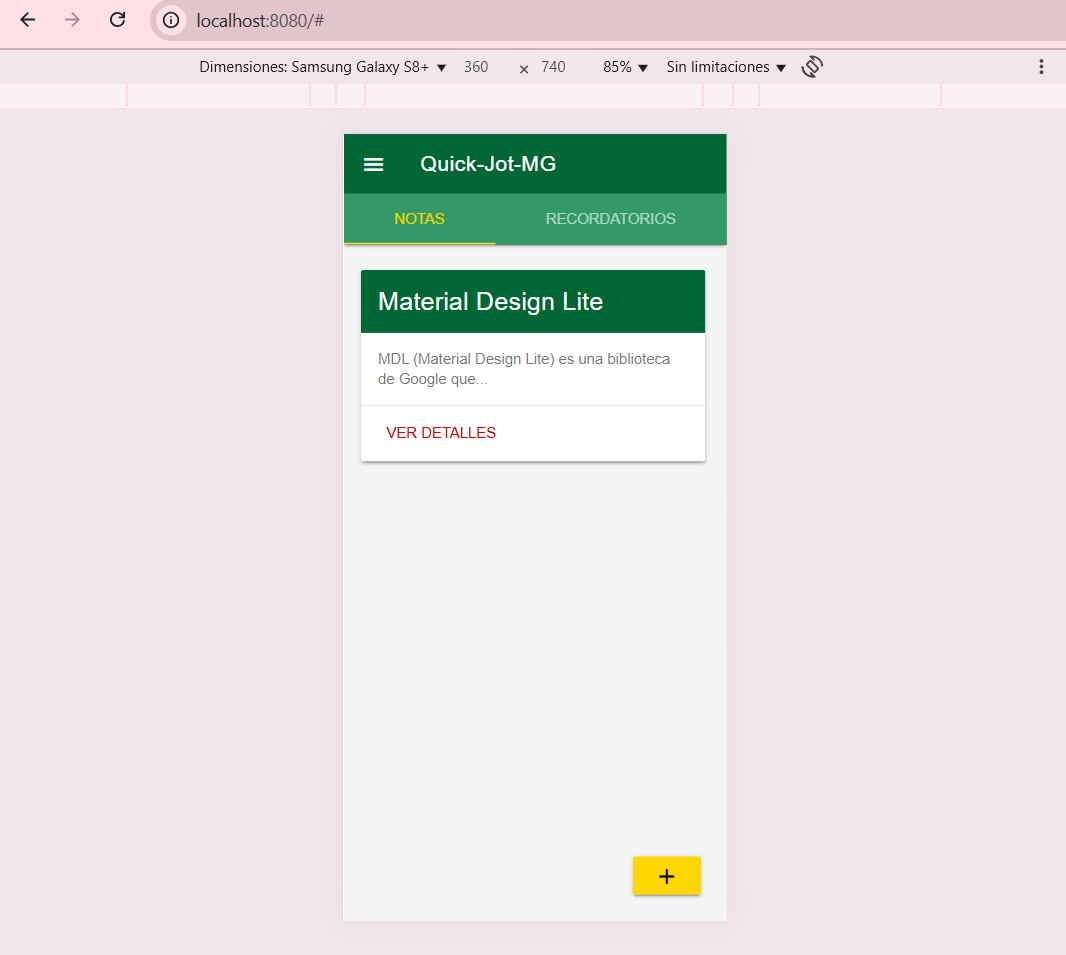 localhost:8080/#
Dimensiones: Samsung Galaxy S8+ ▼ 360 × 740 85% ▼ Sin limitaciones ▼
Quick-Jot-MG
NOTAS RECORDATORIOS
Material Design Lite
MDL (Material Design Lite) es una biblioteca
de Google que...
VER DETALLES
+